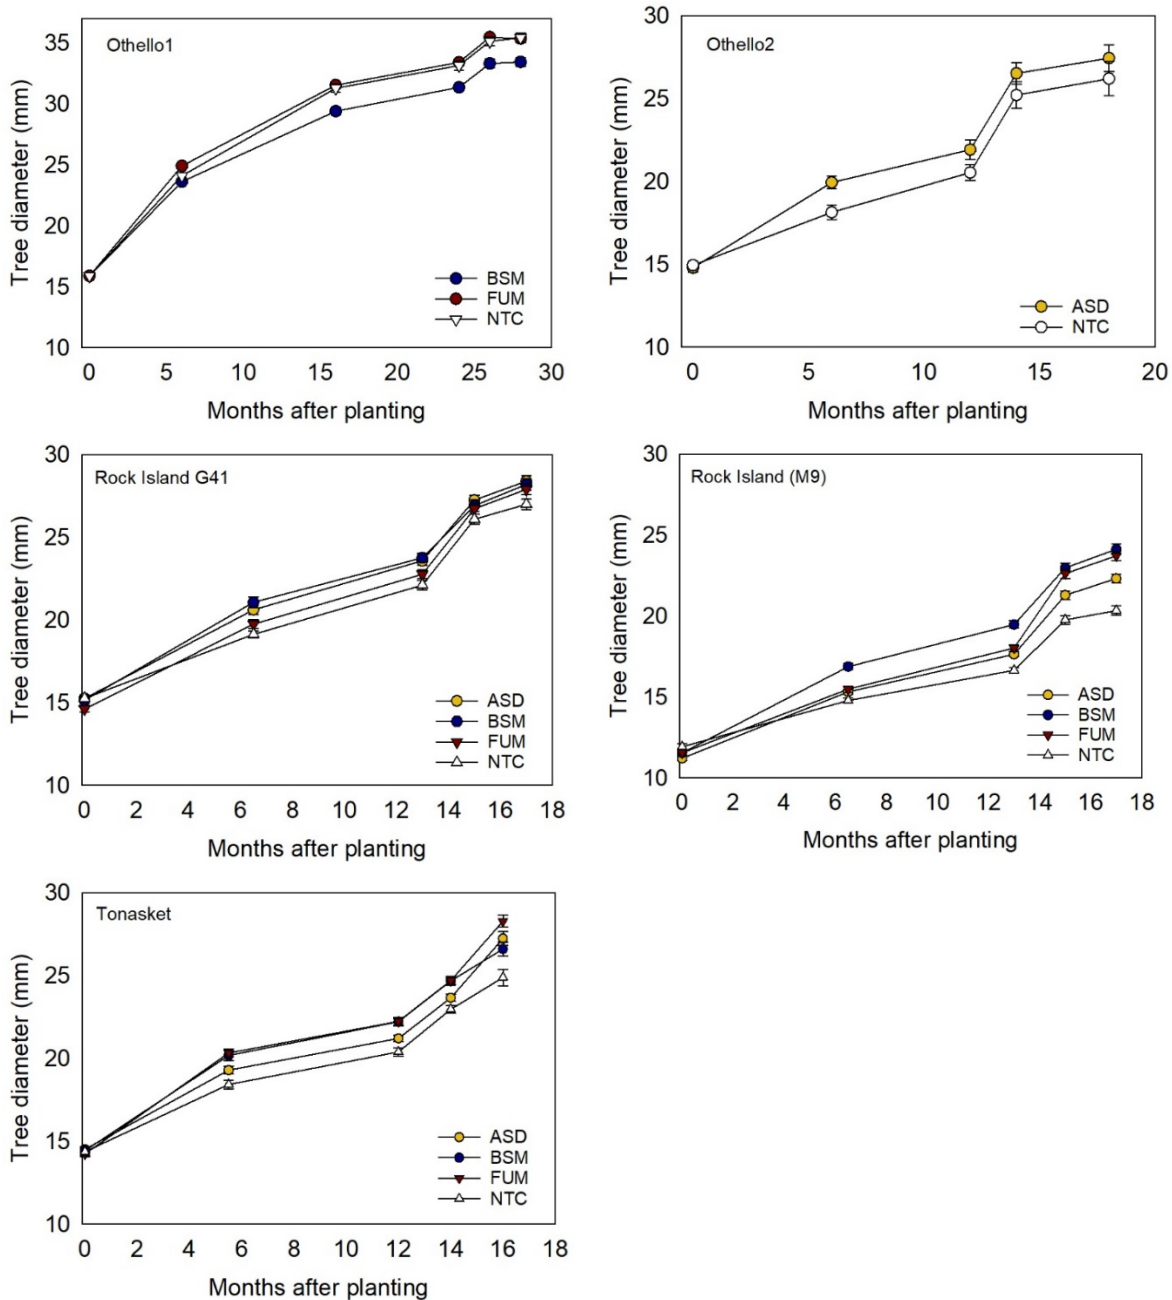 Othello1
Tree diameter (mm)
35
30
25
20
15
10
BSM
FUM
NTC
0 5 10 15 20 25 30
Months after planting
Othello2
Tree diameter (mm)
30
25
20
15
10
ASD
NTC
0 5 10 15 20
Months after planting
Rock Island G41
Tree diameter (mm)
30
25
20
15
10
ASD
BSM
FUM
NTC
0 2 4 6 8 10 12 14 16 18
Months after planting
Rock Island (M9)
Tree diameter (mm)
30
25
20
15
10
ASD
BSM
FUM
NTC
0 2 4 6 8 10 12 14 16 18
Months after planting
Tonasket
Tree diameter (mm)
30
25
20
15
10
ASD
BSM
FUM
NTC
0 2 4 6 8 10 12 14 16 18
Months after planting